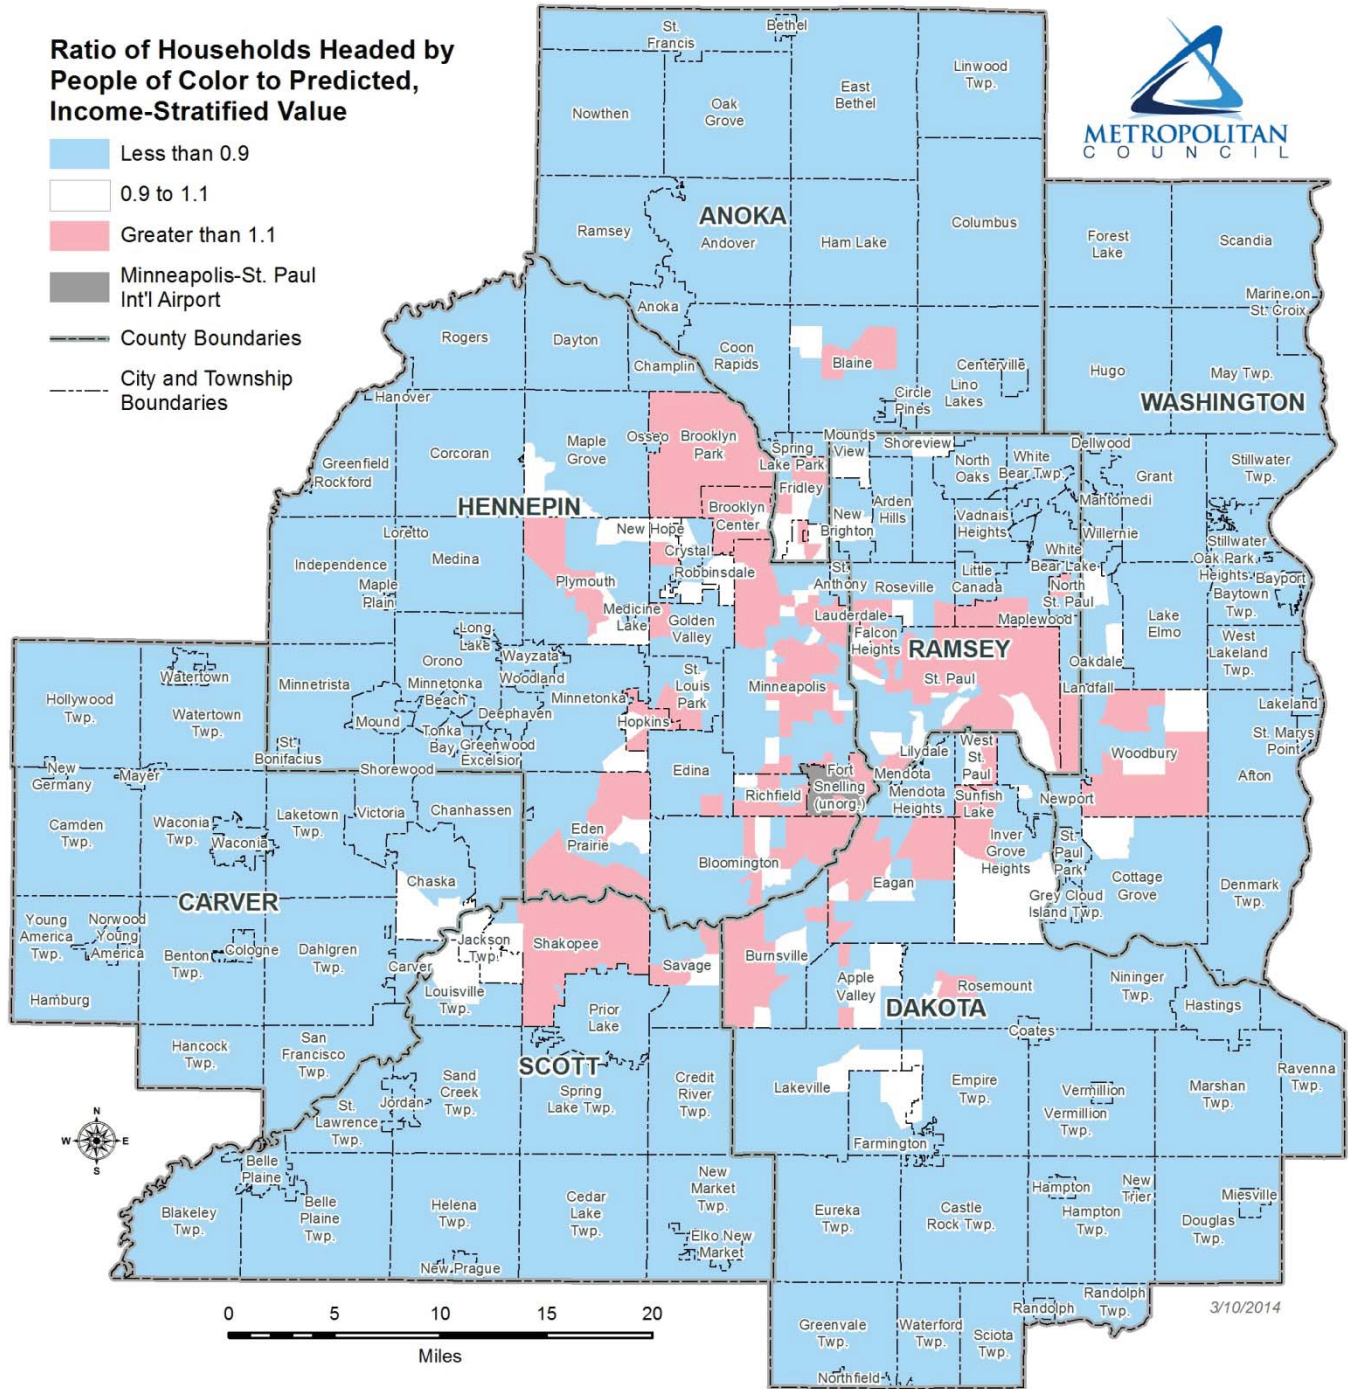 Ratio of Households Headed by
People of Color to Predicted,
Income-Stratified Value
Less than 0.9
0.9 to 1.1
Greater than 1.1
Minneapolis-St. Paul
Int'l Airport
County Boundaries
City and Township
Boundaries
METROPOLITAN
COUNCIL
St.
Francis
Bethel
Linwood
Twp.
Nowthen
Oak
Grove
East
Bethel
ANOKA
Ramsey
Andover
Ham Lake
Columbus
Forest
Lake
Scandia
Anoka
Marine on
St. Croix
Rogers
Dayton
Champlin
Coon
Rapids
Blaine
Centerville
Circle
Pines
Lino
Lakes
Hugo
May Twp.
WASHINGTON
Hanover
Greenfield
Rockford
Corcoran
Maple
Grove
Osseo
Brooklyn
Park
Spring
Lake Park
Mounds
View
Shoreview
North
Oaks
White
Bear Twp.
Dellwood
Grant
Stillwater
Twp.
HENNEPIN
Fridley
Brooklyn
Center
New
Brighton
Arden
Hills
Vadnais
Heights
Mahtomedi
Willernie
Loretto
Independence
Medina
Maple
Plain
New Hope
Crystal
Robbinsdale
Plymouth
Medicine
Lake
Golden
Valley
St.
Anthony
Roseville
Little
Canada
White
Bear Lake
North
St. Paul
Maplewood
Stillwater
Oak Park
Heights
Bayport
Baytown
Twp.
Lake
Elmo
West
Lakeland
Twp.
Lauderdale
Falcon
Heights
RAMSEY
St. Paul
Oakdale
Landfall
Long
Lake
Orono
Wayzata
Woodland
Minnetrista
Minnetonka
Beach
Minnetonka
Mound
Tonka
Bay
Deephaven
Greenwood
Excelsior
St.
Bonifacius
Shorewood
Hopkins
St.
Louis
Park
Minneapolis
Lakeland
St. Marys
Point
Woodbury
Afton
Hollywood
Twp.
Watertown
Watertown
Twp.
New
Germany
Mayer
Camden
Twp.
Waconia
Twp.
Waconia
Laketown
Twp.
Victoria
Chanhassen
Edina
Richfield
Fort
Snelling
(unorg.)
Lilydale
Mendota
Mendota
Heights
West
St.
Paul
Sunfish
Lake
Newport
Inver
Grove
Heights
St.
Paul
Park
Eden
Prairie
Bloomington
Eagan
Cottage
Grove
Grey Cloud
Island Twp.
Denmark
Twp.
Chaska
CARVER
Young
America
Twp.
Norwood
Young
America
Benton
Twp.
Cologne
Dahlgren
Twp.
Carver
Jackson
Twp.
Louisville
Twp.
Shakopee
Savage
Burnsville
Apple
Valley
Rosemount
DAKOTA
Nininger
Twp.
Hastings
Hamburg
Hancock
Twp.
San
Francisco
Twp.
Prior
Lake
SCOTT
Coates
Ravenna
Twp.
St.
Lawrence
Twp.
Jordan
Sand
Creek
Twp.
Spring
Lake Twp.
Credit
River
Twp.
Lakeville
Empire
Twp.
Vermillion
Vermillion
Twp.
Marshan
Twp.
Farmington
N
W
E
S
Belle
Plaine
Belle
Plaine
Twp.
Blakeley
Twp.
Helena
Twp.
Cedar
Lake
Twp.
New
Market
Twp.
Elko New
Market
New Prague
Eureka
Twp.
Castle
Rock Twp.
Hampton
Hampton
Twp.
New
Trier
Miesville
Douglas
Twp.
Greenvale
Twp.
Waterford
Twp.
Sciota
Twp.
Randolph
Randolph
Twp.
Northfield
0 5 10 15 20
Miles
3/10/2014